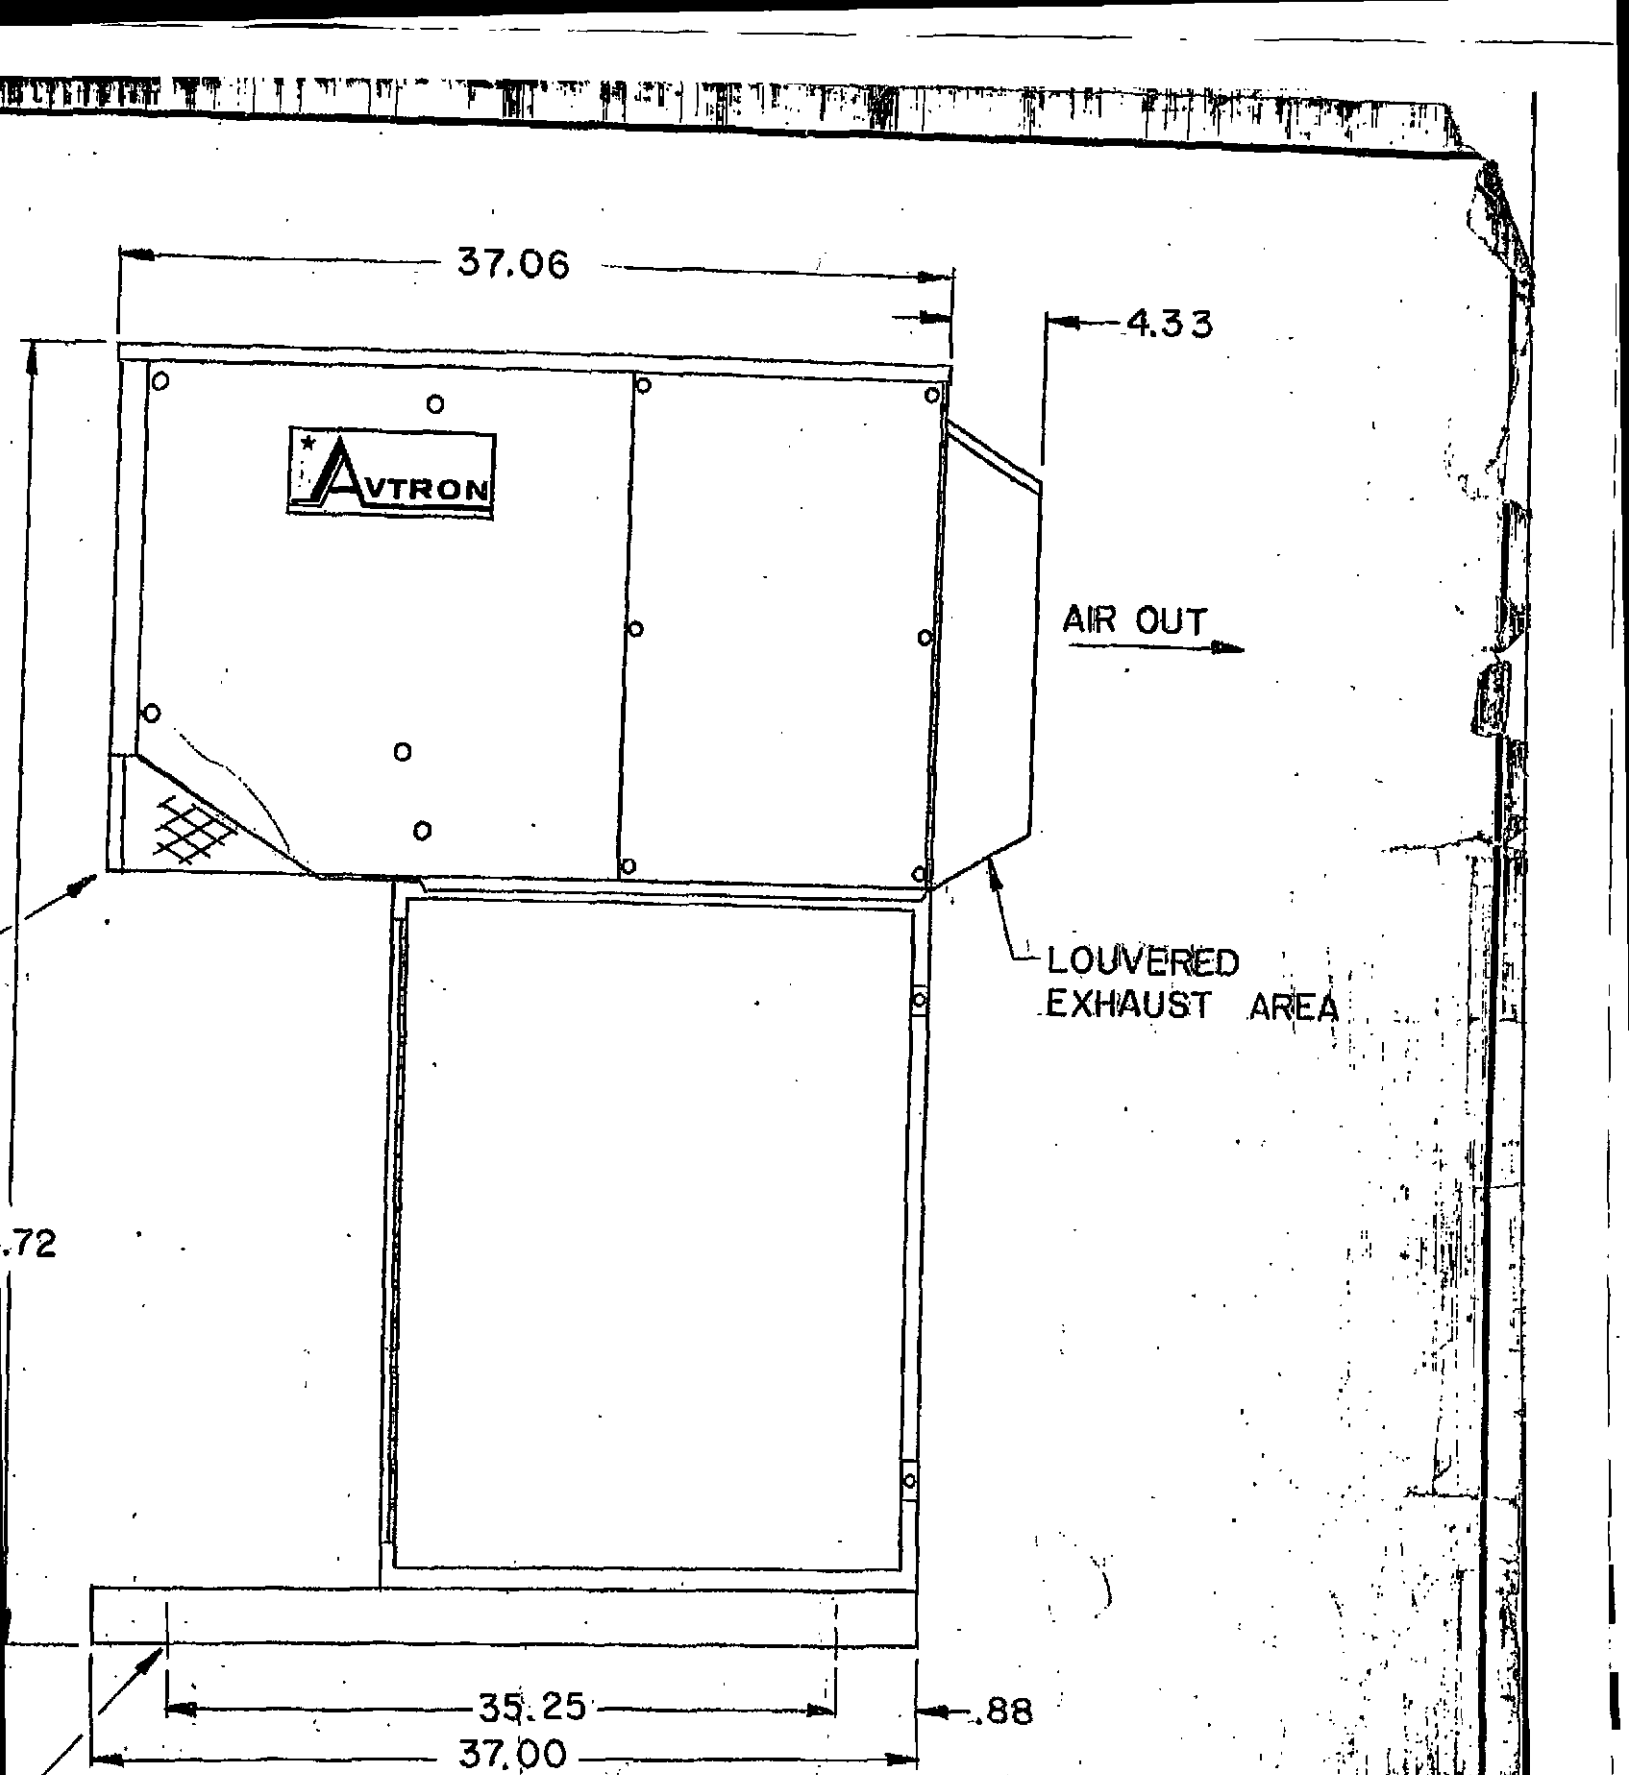 37.06
4.33
AVTRON
AIR OUT
LOUVERED
EXHAUST AREA
.72
35.25
.88
37.00